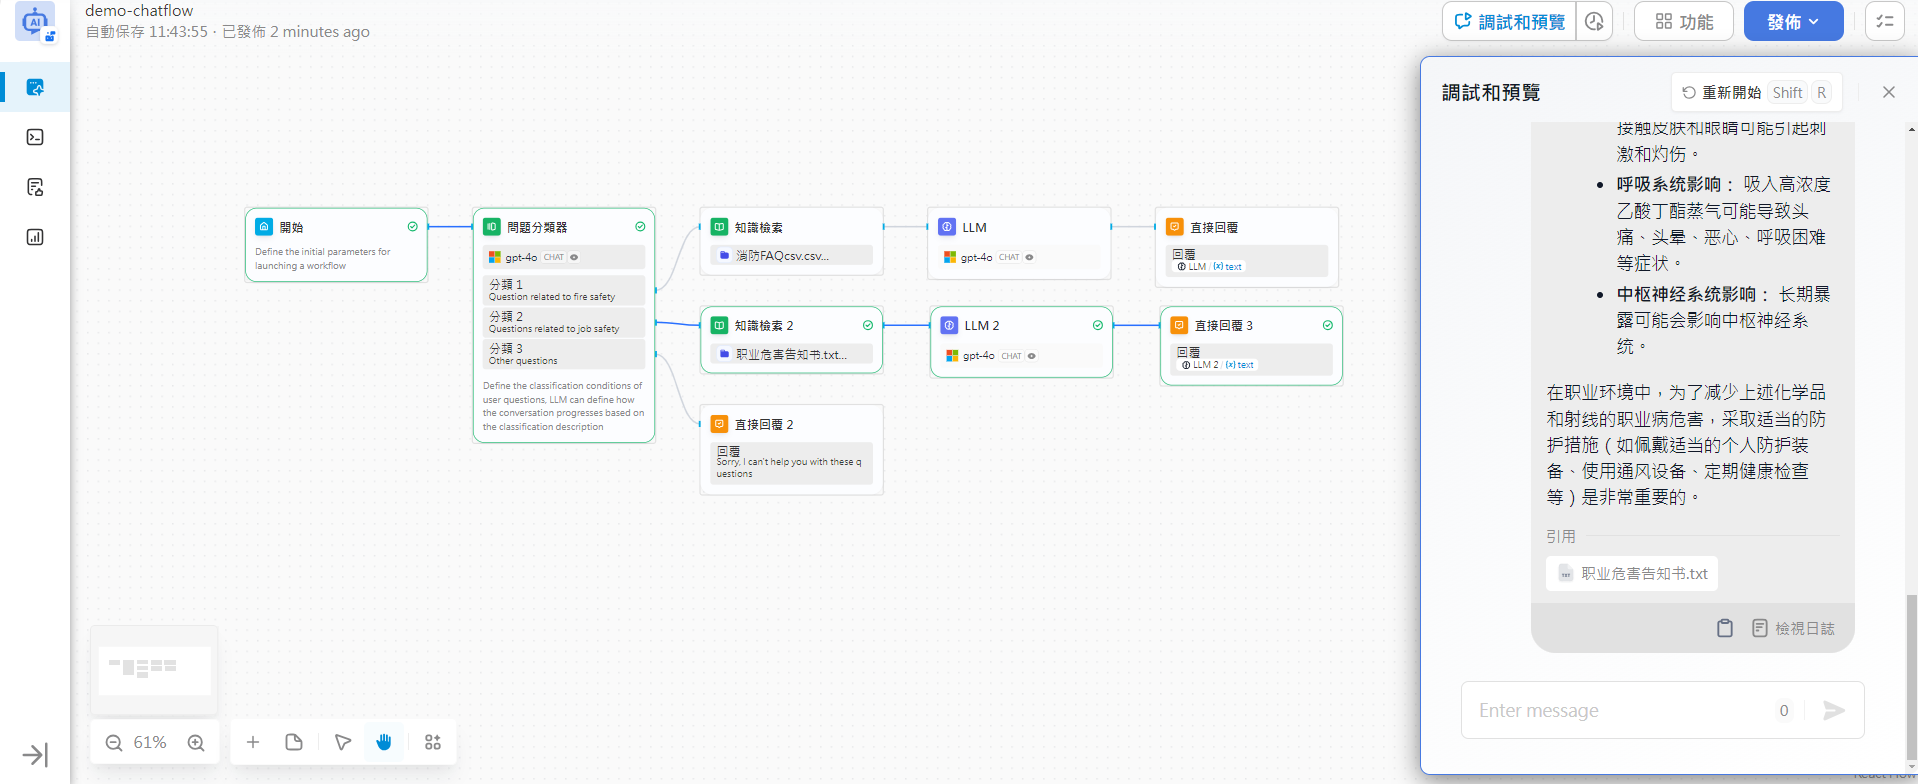 demo-chatflow
自動保存 11:43:55 · 已發佈 2 minutes ago
調試和預覽
功能
發佈
開始
Define the initial parameters for
launching a workflow
問題分類器
gpt-4o CHAT
分類 1
Question related to fire safety
分類 2
Questions related to job safety
分類 3
Other questions
Define the classification conditions of
user questions, LLM can define how
the conversation progresses based on
the classification description
知識檢索
消防FAQcsv.csv...
LLM
gpt-4o CHAT
直接回覆
回覆
LLM / {x} text
知識檢索 2
职业危害告知书.txt...
LLM 2
gpt-4o CHAT
直接回覆 3
回覆
LLM 2 / {x} text
直接回覆 2
回覆
Sorry, I can't help you with these q
uestions
61%
調試和預覽
重新開始 Shift R
接触皮肤和眼睛可能引起刺
激和灼伤。
• 呼吸系统影响： 吸入高浓度
乙酸丁酯蒸气可能导致头
痛、头晕、恶心、呼吸困难
等症状。
• 中枢神经系统影响： 长期暴
露可能会影响中枢神经系
统。
在职业环境中，为了减少上述化学品
和射线的职业病危害，采取适当的防
护措施（如佩戴适当的个人防护装
备、使用通风设备、定期健康检查
等）是非常重要的。
引用
TXT 职业危害告知书.txt
檢視日誌
Enter message 0
React Flow